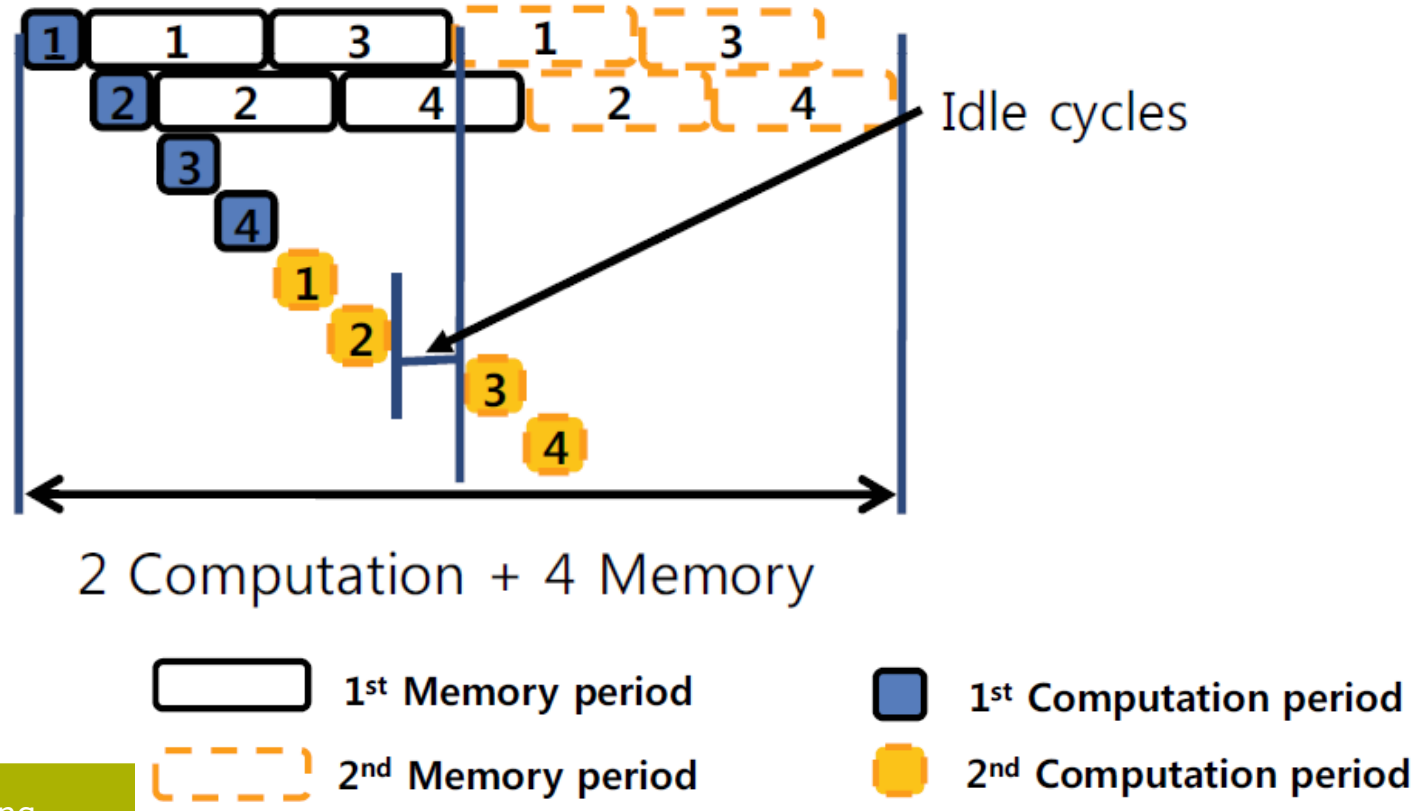 1 1 3 1 3
2 2 4 2 4
Idle cycles
3
4
1
2
3
4
2 Computation + 4 Memory
1st Memory period
1st Computation period
2nd Memory period
2nd Computation period